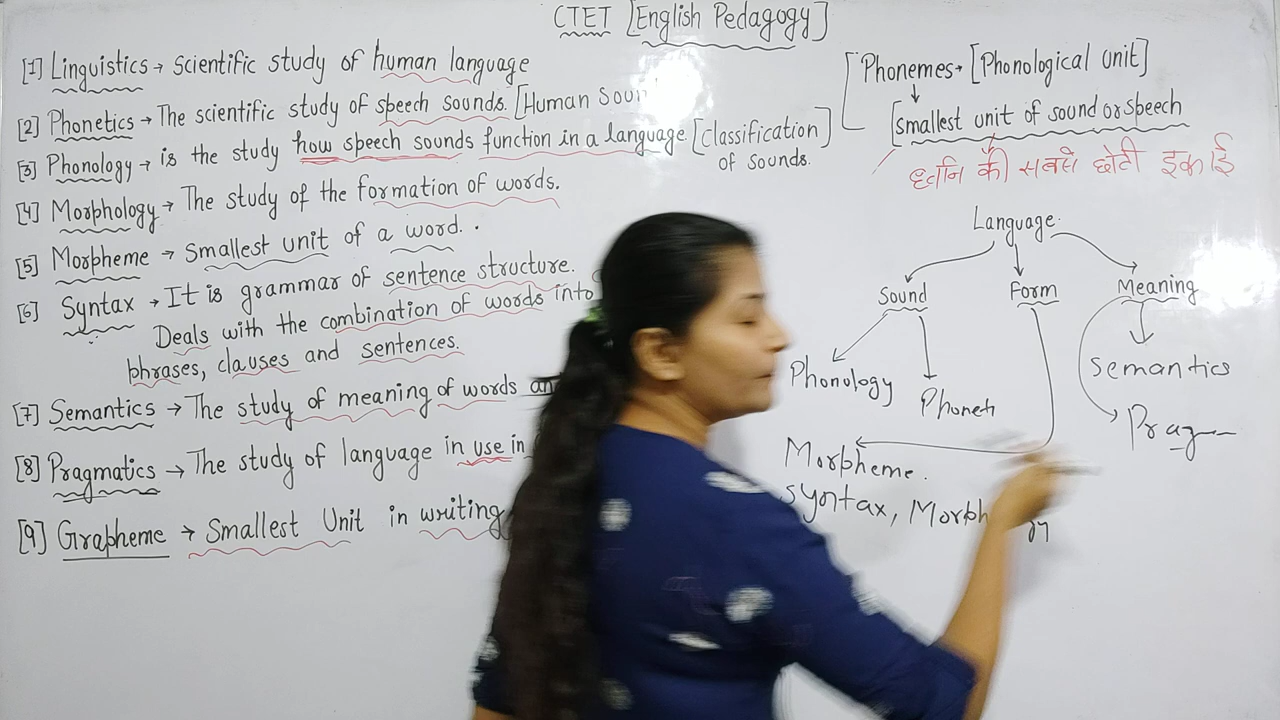 CTET [English Pedagogy]
[1] Linguistics → scientific study of human language
[2] Phonetics → The scientific study of speech sounds. [Human Soun
[3] Phonology → is the study how speech sounds function in a language [classification of sounds.]
[4] Morphology → The study of the formation of words.
[5] Morpheme → Smallest unit of a word.
[6] Syntax → It is grammar of sentence structure.
Deals with the combination of words into
phrases, clauses and sentences.
[7] Semantics → The study of meaning of words an
[8] Pragmatics → The study of language in use in
[9] Grapheme → Smallest Unit in writing
Phonemes → [Phonological Unit]
[smallest unit of sound or speech
ध्वनि की सबसे छोटी इकाई
Language
Sound Form Meaning
Phonology Phoneti Semantics
Pragm
Morpheme.
Syntax, Morph gy